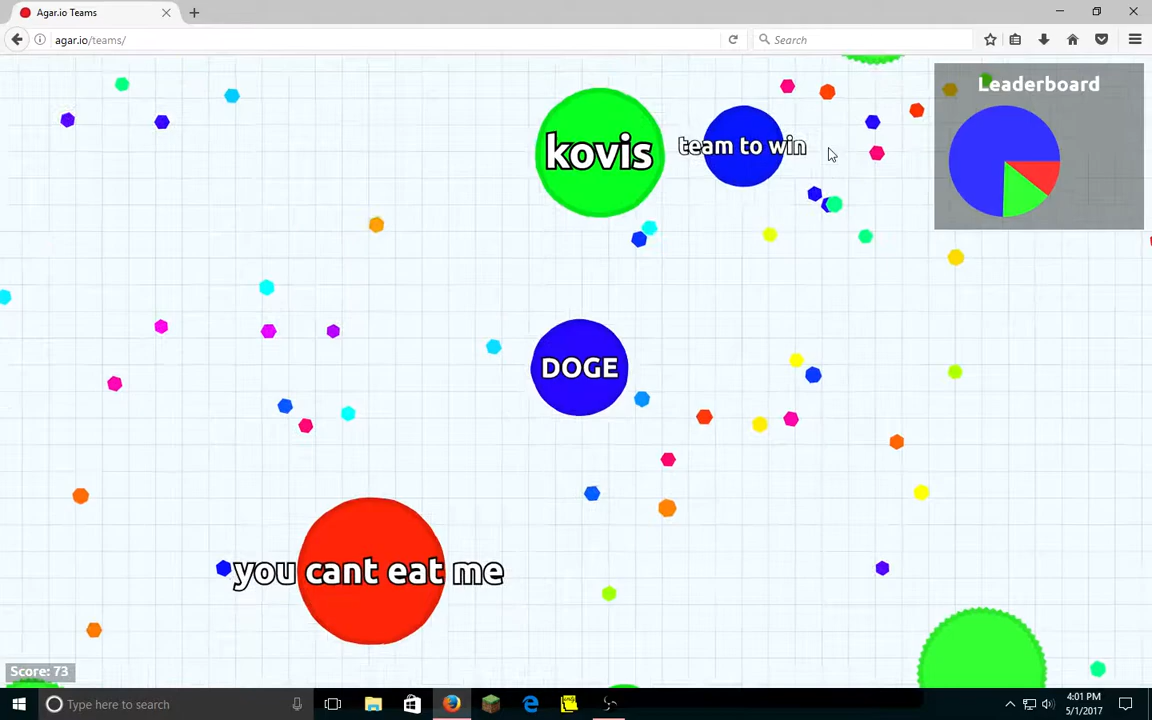 Agar.io Teams
agar.io/teams/
Search
Leaderboard
kovis
team to win
DOGE
you cant eat me
Score: 73
Type here to search
4:01 PM
5/1/2017